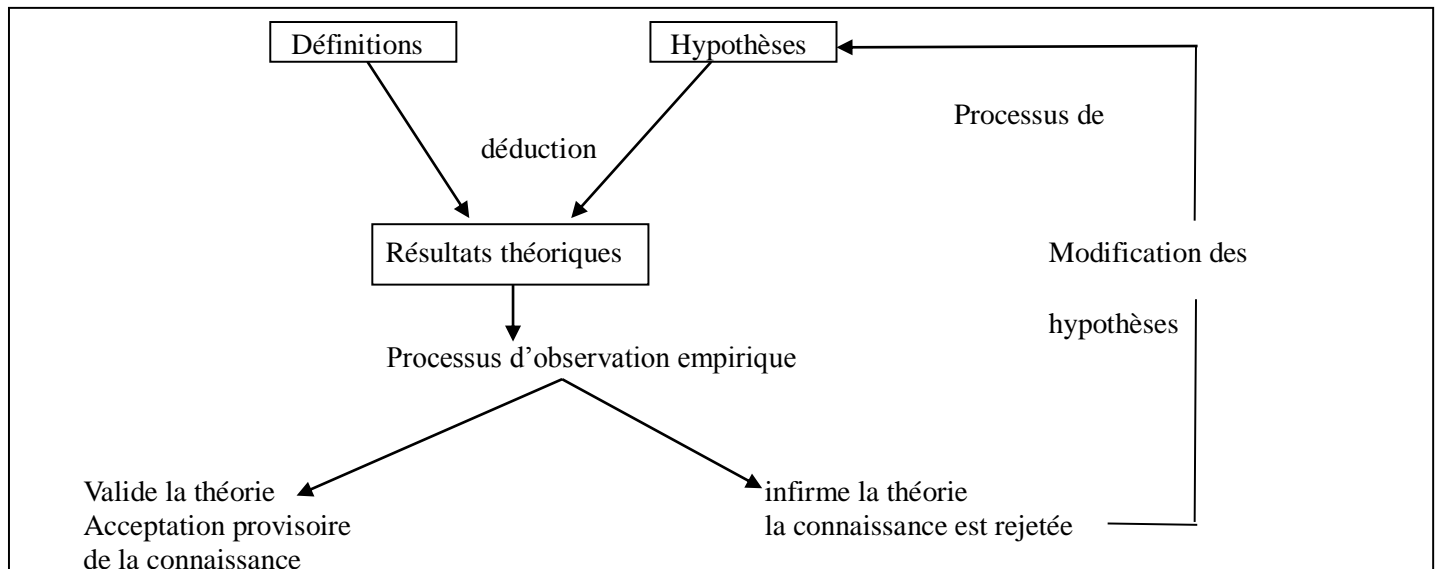 Définitions
Hypothèses
Processus de
déduction
Résultats théoriques
Modification des
hypothèses
Processus d’observation empirique
Valide la théorie
Acceptation provisoire
de la connaissance
infirme la théorie
la connaissance est rejetée